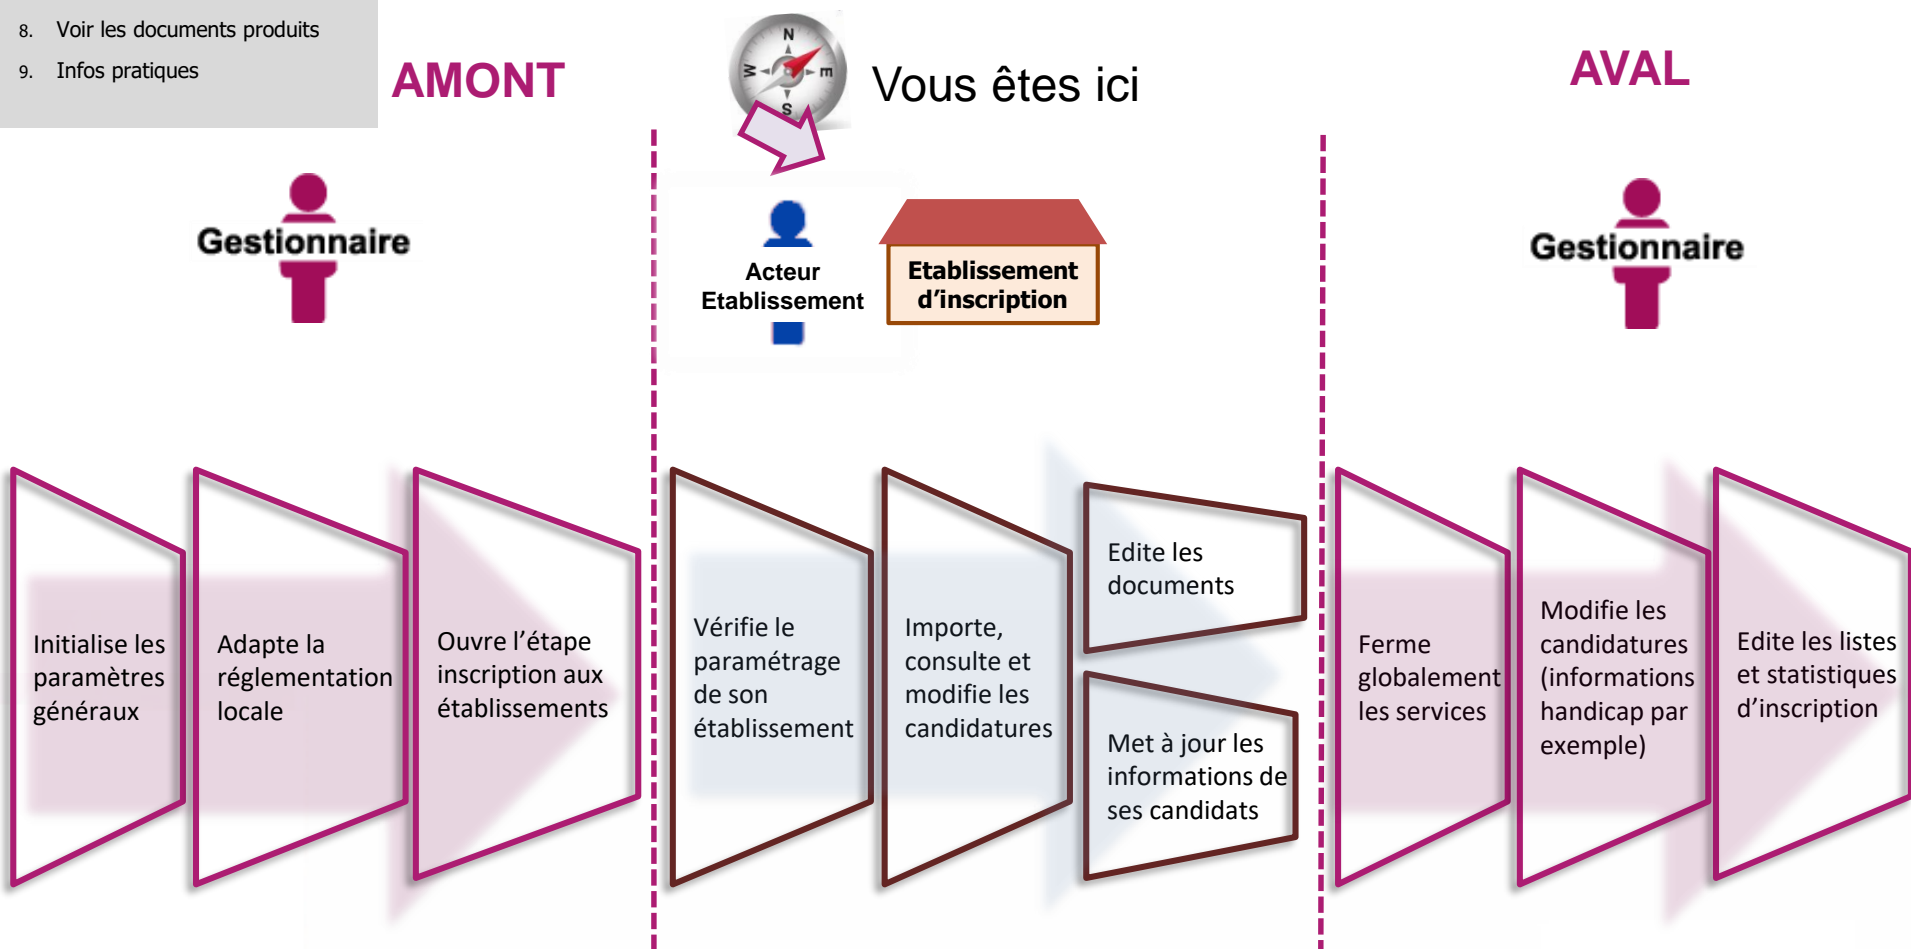 8. Voir les documents produits
9. Infos pratiques
AMONT
N
W
E
S
Vous êtes ici
AVAL
Gestionnaire
Acteur
Etablissement
Etablissement
d’inscription
Gestionnaire
Initialise les
paramètres
généraux
Adapte la
réglementation
locale
Ouvre l’étape
inscription aux
établissements
Vérifie le
paramétrage
de son
établissement
Importe,
consulte et
modifie les
candidatures
Edite les
documents
Met à jour les
informations de
ses candidats
Ferme
globalement
les services
Modifie les
candidatures
(informations
handicap par
exemple)
Edite les listes
et statistiques
d’inscription